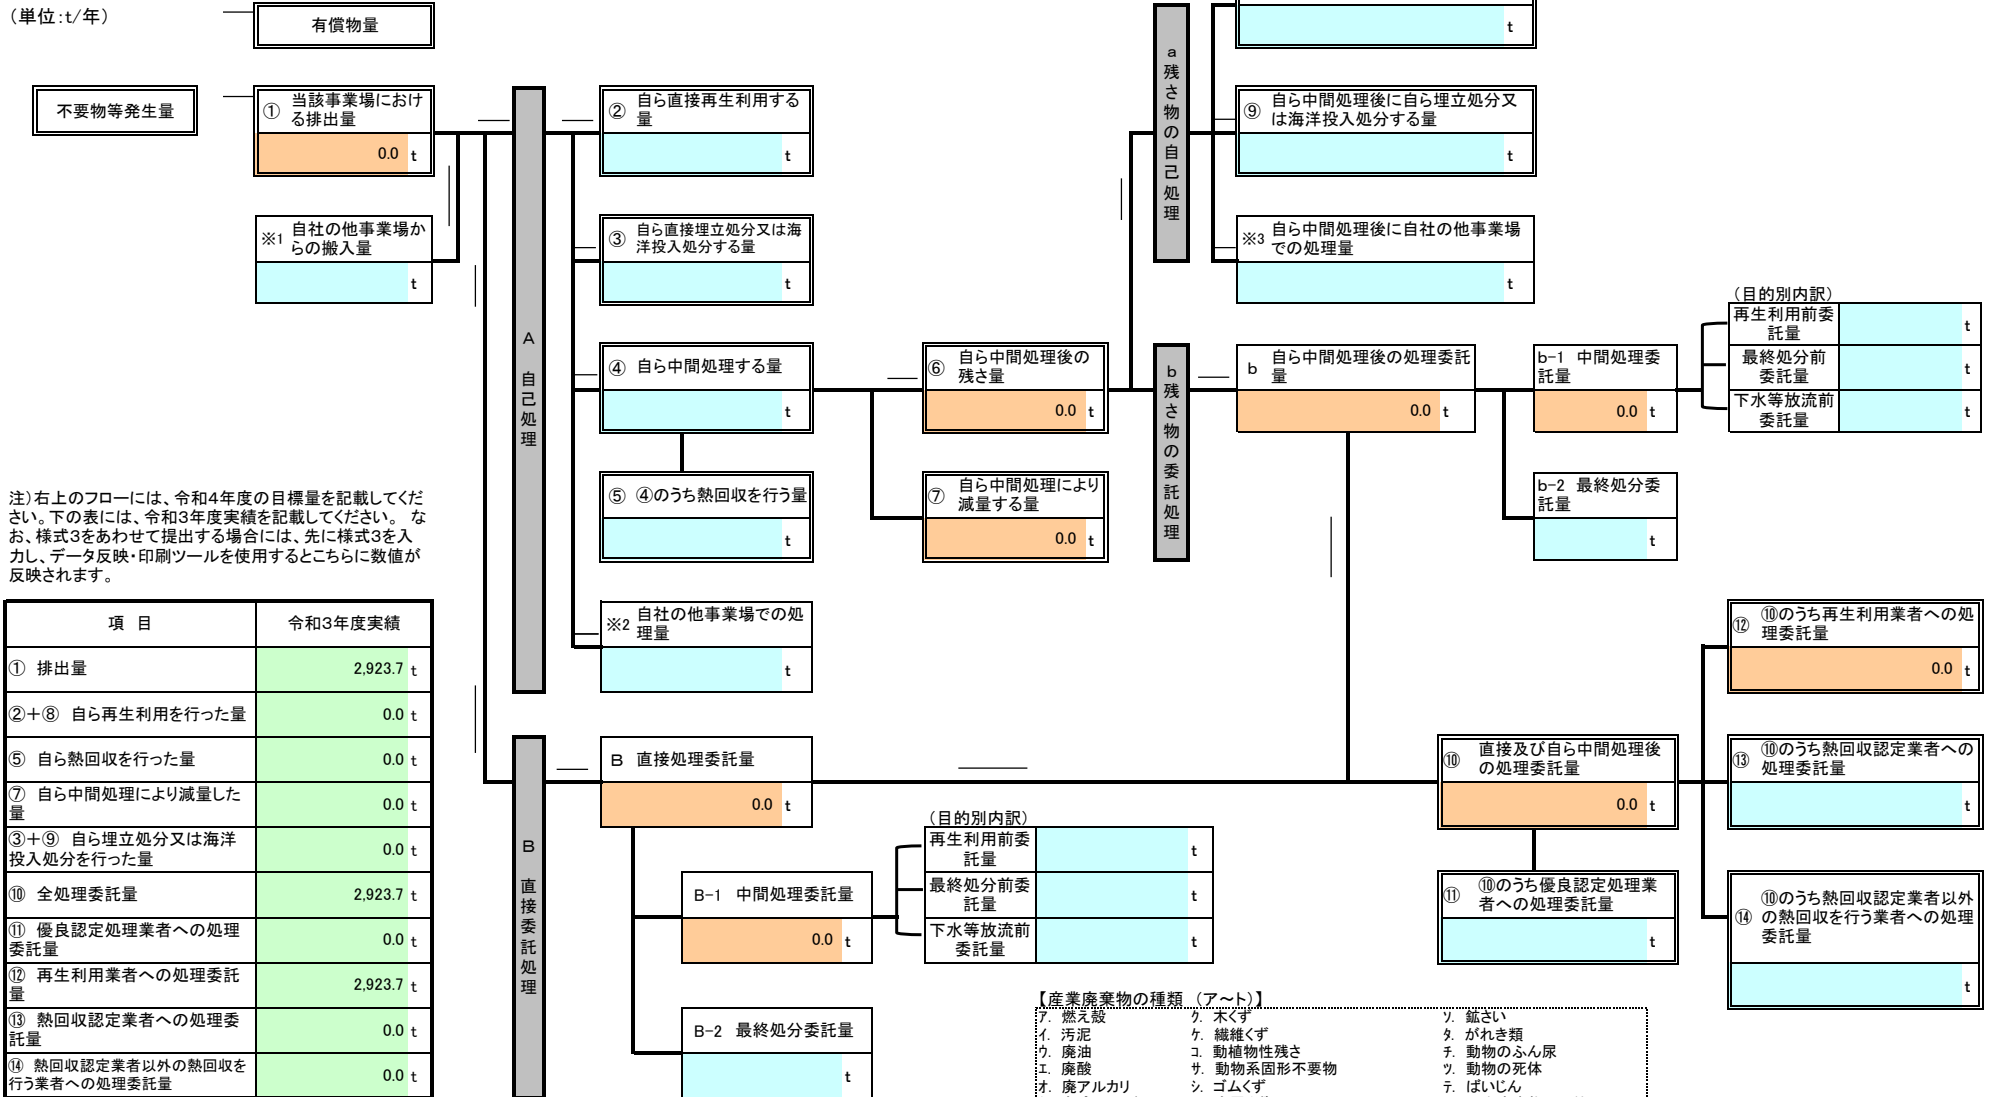 （単位：t/年）
有償物量
t
不要物等発生量
① 当該事業場におけ
る排出量
0.0 t
※1 自社の他事業場か
らの搬入量
t
A 自己処理
② 自ら直接再生利用する
量
t
③ 自ら直接埋立処分又は海
洋投入処分する量
t
④ 自ら中間処理する量
t
⑤ ④のうち熱回収を行う量
t
※2 自社の他事業場での処
理量
t
⑥ 自ら中間処理後の
残さ量
0.0 t
⑦ 自ら中間処理により
減量する量
0.0 t
a 残さ物の自己処理
⑨ 自ら中間処理後に自ら埋立処分又
は海洋投入処分する量
t
※3 自ら中間処理後に自社の他事業場
での処理量
t
b 残さ物の委託処理
b 自ら中間処理後の処理委託
量
0.0 t
b-1 中間処理委
託量
0.0 t
b-2 最終処分委
託量
t
（目的別内訳）
再生利用前委
託量
t
最終処分前
委託量
t
下水等放流前
委託量
t
注）右上のフローには、令和4年度の目標量を記載してくだ
さい。下の表には、令和3年度実績を記載してください。 な
お、様式3をあわせて提出する場合には、先に様式3を入
力し、データ反映・印刷ツールを使用するとこちらに数値が
反映されます。
項 目 令和3年度実績
① 排出量 2,923.7 t
②＋⑧ 自ら再生利用を行った量 0.0 t
⑤ 自ら熱回収を行った量 0.0 t
⑦ 自ら中間処理により減量した
量 0.0 t
③＋⑨ 自ら埋立処分又は海洋
投入処分を行った量 0.0 t
⑩ 全処理委託量 2,923.7 t
⑪ 優良認定処理業者への処理
委託量 0.0 t
⑫ 再生利用業者への処理委託
量 2,923.7 t
⑬ 熱回収認定業者への処理委
託量 0.0 t
⑭ 熱回収認定業者以外の熱回収を
行う業者への処理委託量 0.0 t
B 直接委託処理
B 直接処理委託量
0.0 t
B-1 中間処理委託量
0.0 t
B-2 最終処分委託量
t
（目的別内訳）
再生利用前委
託量
t
最終処分前委
託量
t
下水等放流前
委託量
t
⑩ 直接及び自ら中間処理後
の処理委託量
0.0 t
⑪ ⑩のうち優良認定処理業
者への処理委託量
t
⑫ ⑩のうち再生利用業者への処
理委託量
0.0 t
⑬ ⑩のうち熱回収認定業者への
処理委託量
t
⑭ ⑩のうち熱回収認定業者以外
の熱回収を行う業者への処理
委託量
t
【産業廃棄物の種類 （ア～ト）】
ア. 燃え殻 ク. 木くず ソ. 鉱さい
イ. 汚泥 ケ. 繊維くず タ. がれき類
ウ. 廃油 コ. 動植物性残さ チ. 動物のふん尿
エ. 廃酸 サ. 動物系固形不要物 ツ. 動物の死体
オ. 廃アルカリ シ. ゴムくず テ. ばいじん